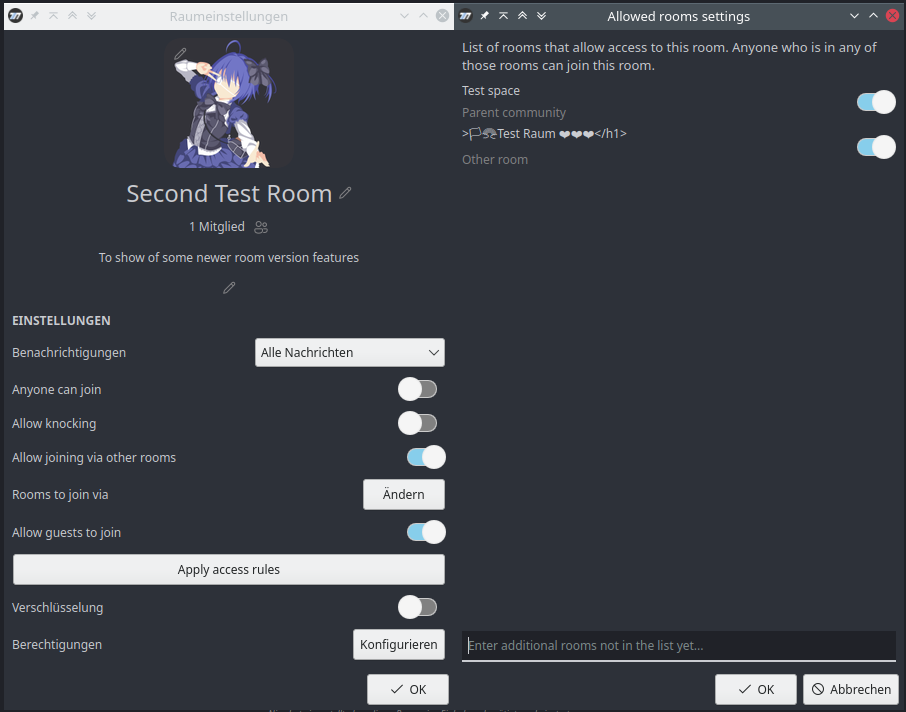 Raumeinstellungen
Second Test Room
1 Mitglied
To show of some newer room version features
EINSTELLUNGEN
Benachrichtigungen
Alle Nachrichten
Anyone can join
Allow knocking
Allow joining via other rooms
Rooms to join via
Ändern
Allow guests to join
Apply access rules
Verschlüsselung
Berechtigungen
Konfigurieren
OK
Allowed rooms settings
List of rooms that allow access to this room. Anyone who is in any of
those rooms can join this room.
Test space
Parent community
>🏳️🪐Test Raum ❤❤❤</h1>
Other room
Enter additional rooms not in the list yet...
OK
Abbrechen